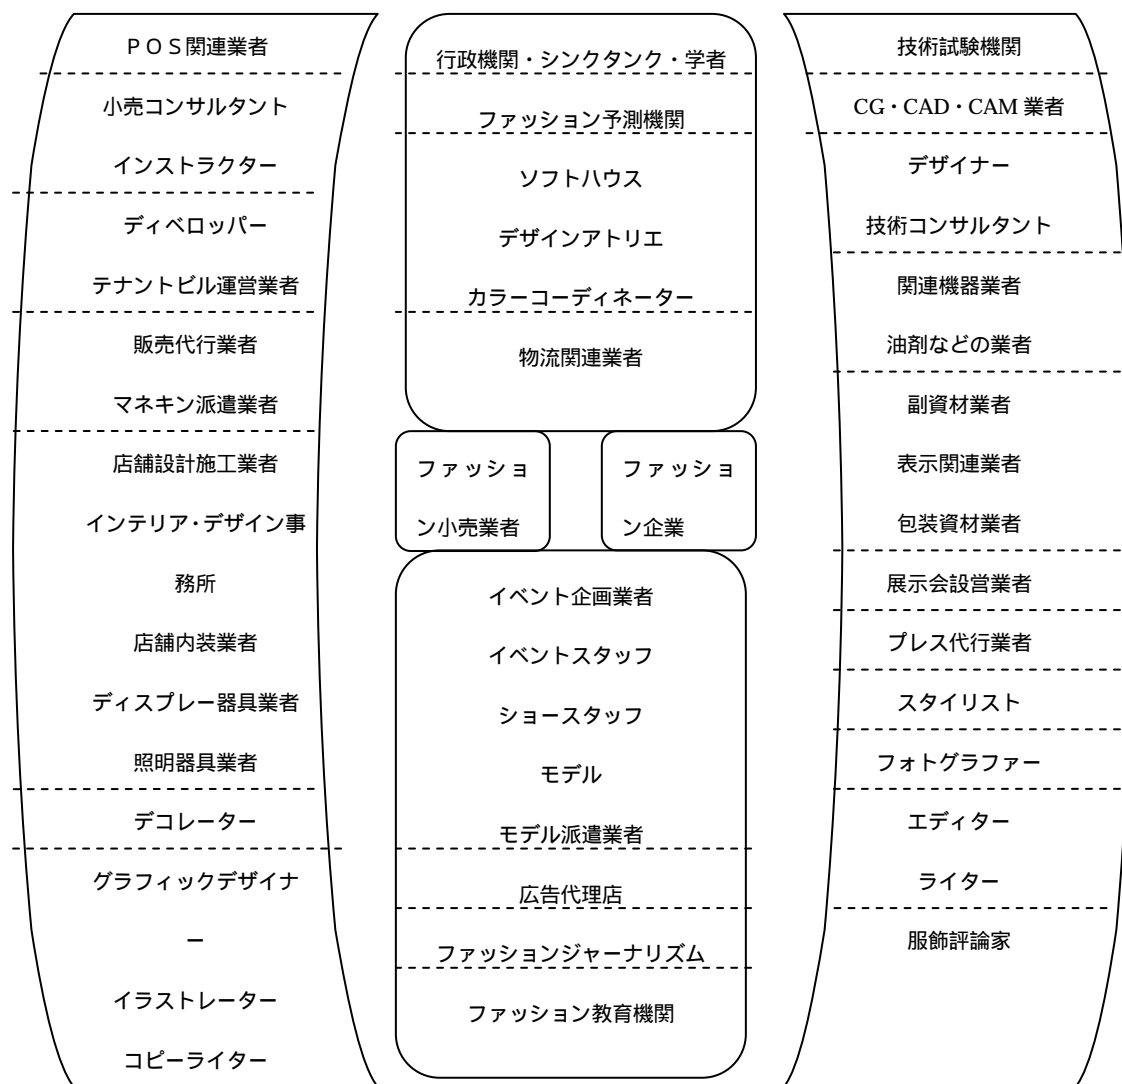 ＰＯＳ関連業者
小売コンサルタント
インストラクター
ディベロッパー
テナントビル運営業者
販売代行業者
マネキン派遣業者
店舗設計施工業者
インテリア・デザイン事
務所
店舗内装業者
ディスプレー器具業者
照明器具業者
デコレーター
グラフィックデザイナ
ー
イラストレーター
コピーライター
行政機関・シンクタンク・学者
ファッション予測機関
ソフトハウス
デザインアトリエ
カラーコーディネーター
物流関連業者
ファッショ
ン小売業者
ファッショ
ン企業
イベント企画業者
イベントスタッフ
ショースタッフ
モデル
モデル派遣業者
広告代理店
ファッションジャーナリズム
ファッション教育機関
技術試験機関
CG・CAD・CAM 業者
デザイナー
技術コンサルタント
関連機器業者
油剤などの業者
副資材業者
表示関連業者
包装資材業者
展示会設営業者
プレス代行業者
スタイリスト
フォトグラファー
エディター
ライター
服飾評論家